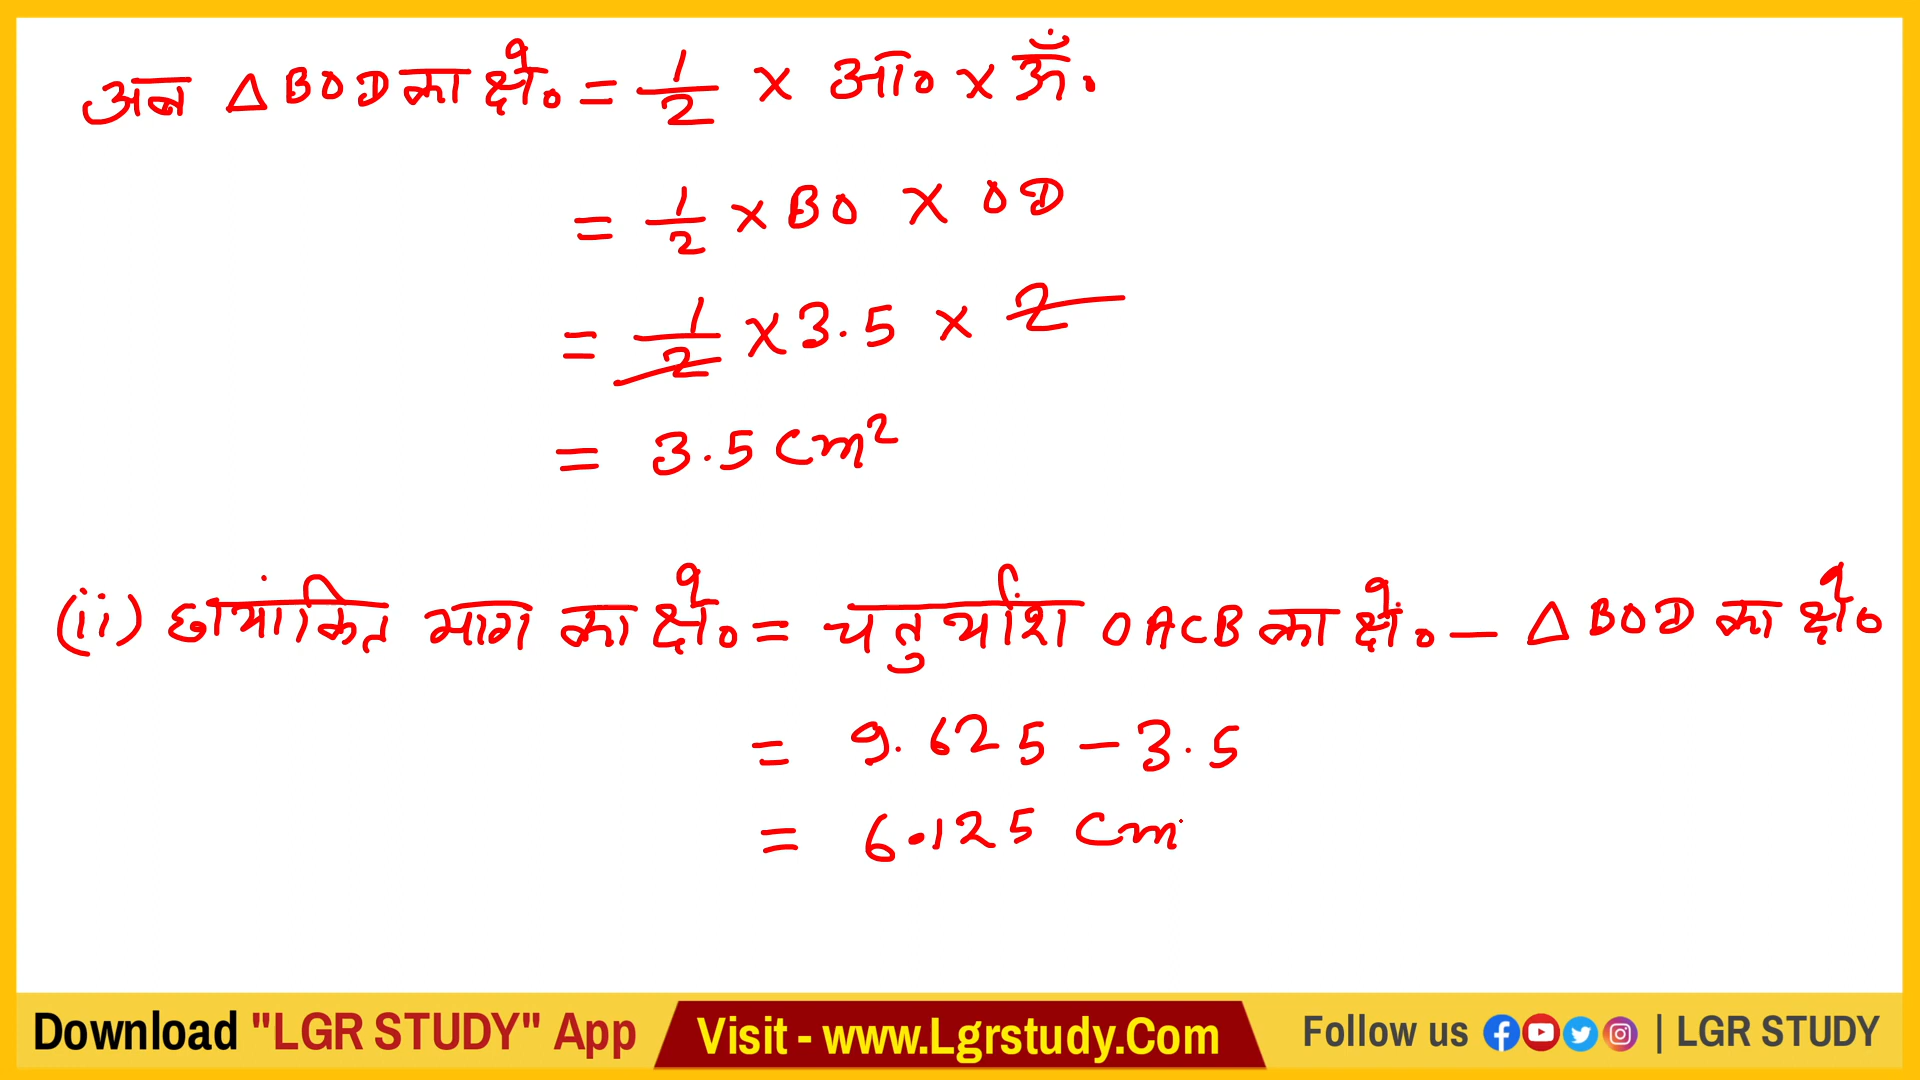 अब △BOD का क्षे० = 1/2 × आ० × ऊँ०
= 1/2 × BO × OD
= 1/2 × 3.5 × 2
= 3.5 cm²
(ii) छायांकित भाग का क्षे० = चतुर्थांश OACB का क्षे० − △BOD का क्षे०
= 9.625 − 3.5
= 6.125 cm
Download "LGR STUDY" App
Visit - www.Lgrstudy.Com
Follow us | LGR STUDY